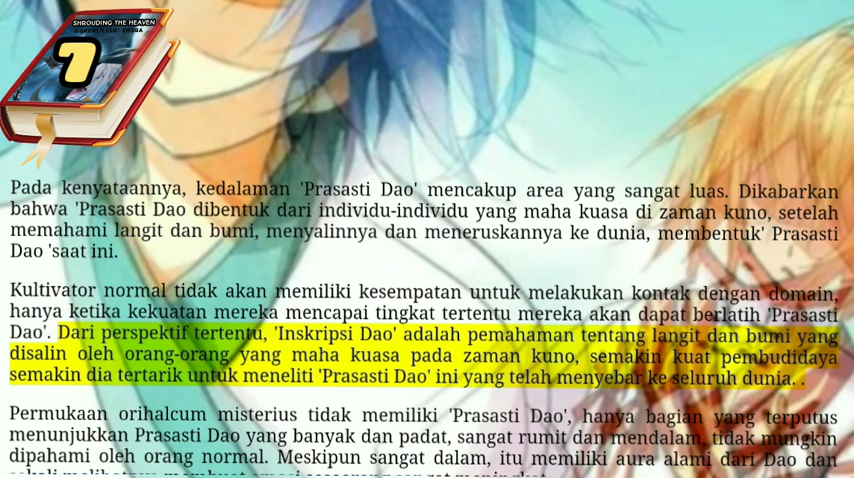 SHROUDING THE HEAVEN
7
Pada kenyataannya, kedalaman 'Prasasti Dao' mencakup area yang sangat luas. Dikabarkan
bahwa 'Prasasti Dao dibentuk dari individu-individu yang maha kuasa di zaman kuno, setelah
memahami langit dan bumi, menyalinnya dan meneruskannya ke dunia, membentuk' Prasasti
Dao 'saat ini.
Kultivator normal tidak akan memiliki kesempatan untuk melakukan kontak dengan domain,
hanya ketika kekuatan mereka mencapai tingkat tertentu mereka akan dapat berlatih 'Prasasti
Dao'. Dari perspektif tertentu, 'Inskripsi Dao' adalah pemahaman tentang langit dan bumi yang
disalin oleh orang-orang yang maha kuasa pada zaman kuno, semakin kuat pembudidaya
semakin dia tertarik untuk meneliti 'Prasasti Dao' ini yang telah menyebar ke seluruh dunia. .
Permukaan orihalcum misterius tidak memiliki 'Prasasti Dao', hanya bagian yang terputus
menunjukkan Prasasti Dao yang banyak dan padat, sangat rumit dan mendalam, tidak mungkin
dipahami oleh orang normal. Meskipun sangat dalam, itu memiliki aura alami dari Dao dan